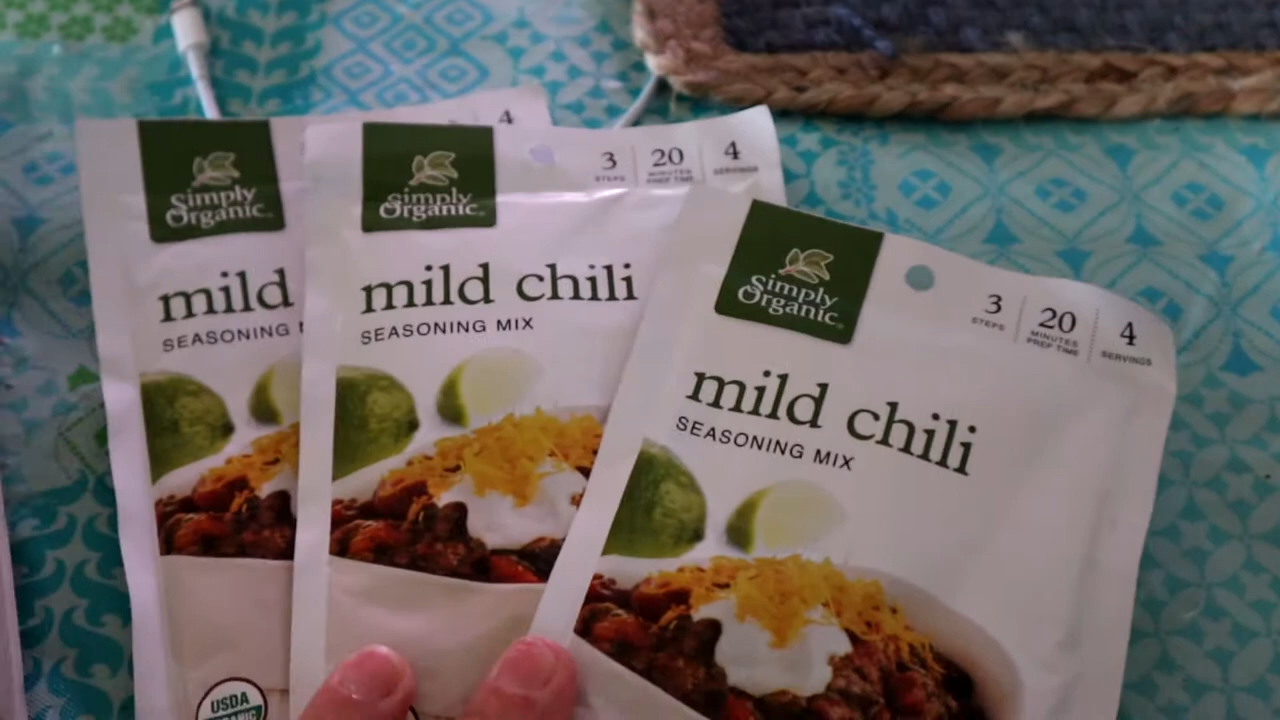 4
Simply
Organic
mild
SEASONING
USDA
Simply
Organic
3 20 4
STEPS MINUTES SERVINGS
PREP TIME
mild chili
SEASONING MIX
Simply
Organic
3 20 4
STEPS MINUTES SERVINGS
PREP TIME
mild chili
SEASONING MIX